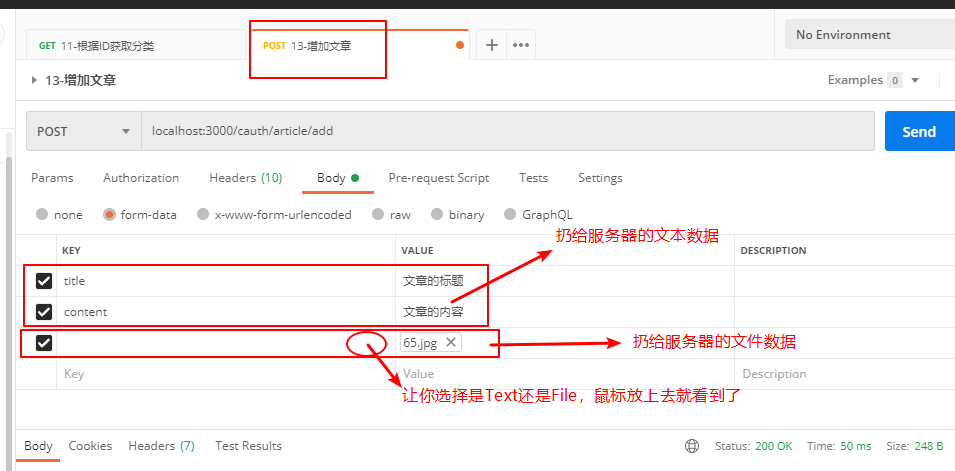 GET 11-根据ID获取分类 POST 13-增加文章 + ••• No Environment
13-增加文章 Examples 0
POST localhost:3000/cauth/article/add Send
Params Authorization Headers (10) Body Pre-request Script Tests Settings
none form-data x-www-form-urlencoded raw binary GraphQL
扔给服务器的文本数据
KEY VALUE DESCRIPTION
title 文章的标题
content 文章的内容
65.jpg ✕ 扔给服务器的文件数据
Key Value Description
让你选择是Text还是File，鼠标放上去就看到了
Body Cookies Headers (7) Test Results Status: 200 OK Time: 50 ms Size: 248 B